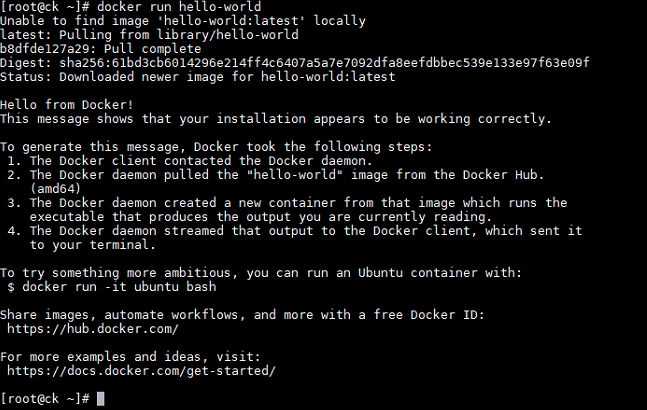 [root@ck ~]# docker run hello-world
Unable to find image 'hello-world:latest' locally
latest: Pulling from library/hello-world
b8dfde127a29: Pull complete
Digest: sha256:61bd3cb6014296e214ff4c6407a5a7e7092dfa8eefdbbec539e133e97f63e09f
Status: Downloaded newer image for hello-world:latest

Hello from Docker!
This message shows that your installation appears to be working correctly.

To generate this message, Docker took the following steps:
 1. The Docker client contacted the Docker daemon.
 2. The Docker daemon pulled the "hello-world" image from the Docker Hub.
    (amd64)
 3. The Docker daemon created a new container from that image which runs the
    executable that produces the output you are currently reading.
 4. The Docker daemon streamed that output to the Docker client, which sent it
    to your terminal.

To try something more ambitious, you can run an Ubuntu container with:
 $ docker run -it ubuntu bash

Share images, automate workflows, and more with a free Docker ID:
 https://hub.docker.com/

For more examples and ideas, visit:
 https://docs.docker.com/get-started/

[root@ck ~]#